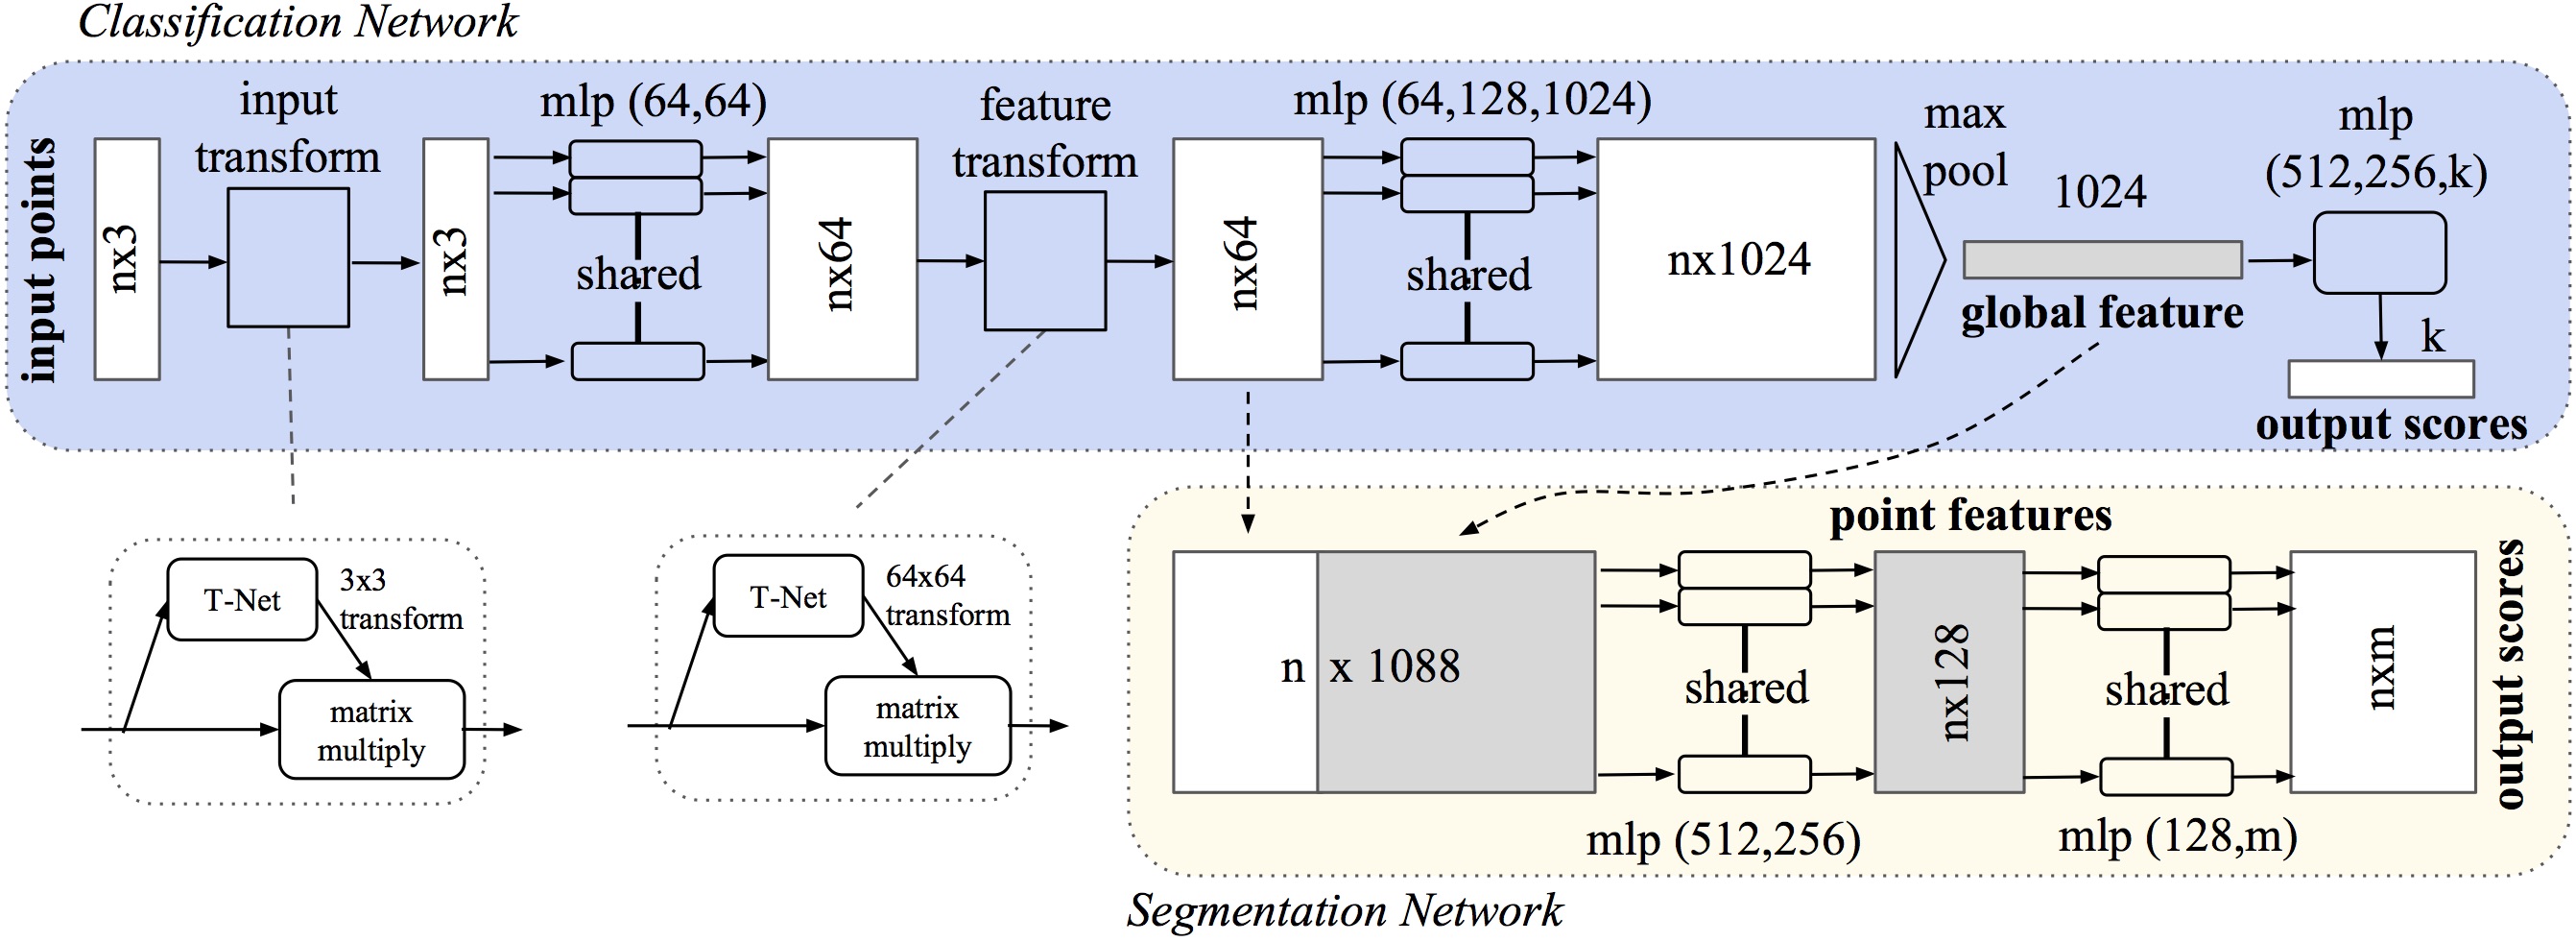 Classification Network
input points
nx3
input
transform
nx3
mlp (64,64)
shared
nx64
feature
transform
nx64
mlp (64,128,1024)
shared
nx1024
max
pool
1024
global feature
mlp
(512,256,k)
k
output scores
T-Net
3x3
transform
matrix
multiply
T-Net
64x64
transform
matrix
multiply
point features
n x 1088
shared
mlp (512,256)
nx128
shared
mlp (128,m)
nxm
output scores
Segmentation Network